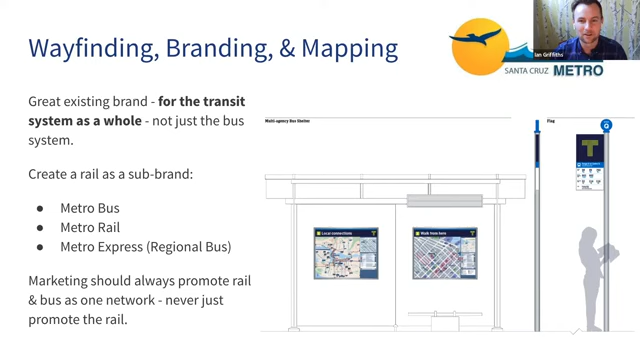 Wayfinding, Branding, & Mapping
Ian Griffiths
SANTA CRUZ METRO
Great existing brand - for the transit
system as a whole - not just the bus
system.
Create a rail as a sub-brand:
● Metro Bus
● Metro Rail
● Metro Express (Regional Bus)
Marketing should always promote rail
& bus as one network - never just
promote the rail.
Multi-agency Bus Shelter
Flag
Local connections
T
Walk from here
T
Q
T